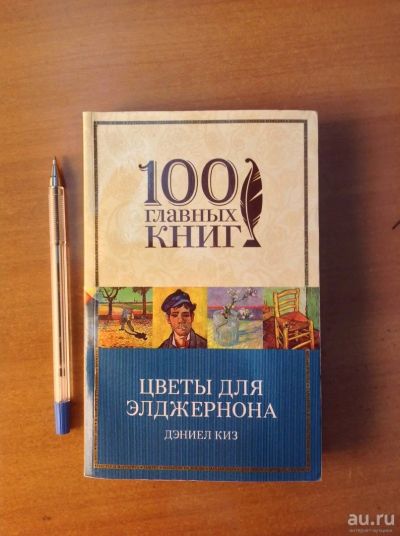 100
ГЛАВНЫХ
КНИГ
ЦВЕТЫ ДЛЯ
ЭЛДЖЕРНОНА
ДЭНИЕЛ КИЗ
au.ru